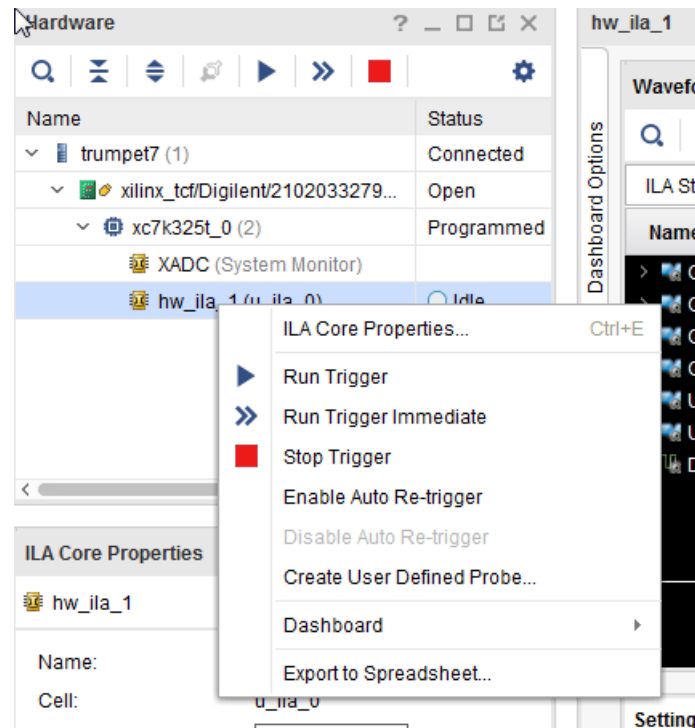 Hardware
?
hw_ila_1
Name
Status
trumpet7 (1)
Connected
xilinx_tcf/Digilent/2102033279...
Open
xc7k325t_0 (2)
Programmed
XADC (System Monitor)
hw_ila_1 (u_ila_0)
Idle
ILA Core Properties...
Ctrl+E
Run Trigger
Run Trigger Immediate
Stop Trigger
Enable Auto Re-trigger
Disable Auto Re-trigger
Create User Defined Probe...
Dashboard
Export to Spreadsheet...
ILA Core Properties
hw_ila_1
Name:
Cell:
u_ila_0
Dashboard Options
Wavefo
ILA St
Name
Setting